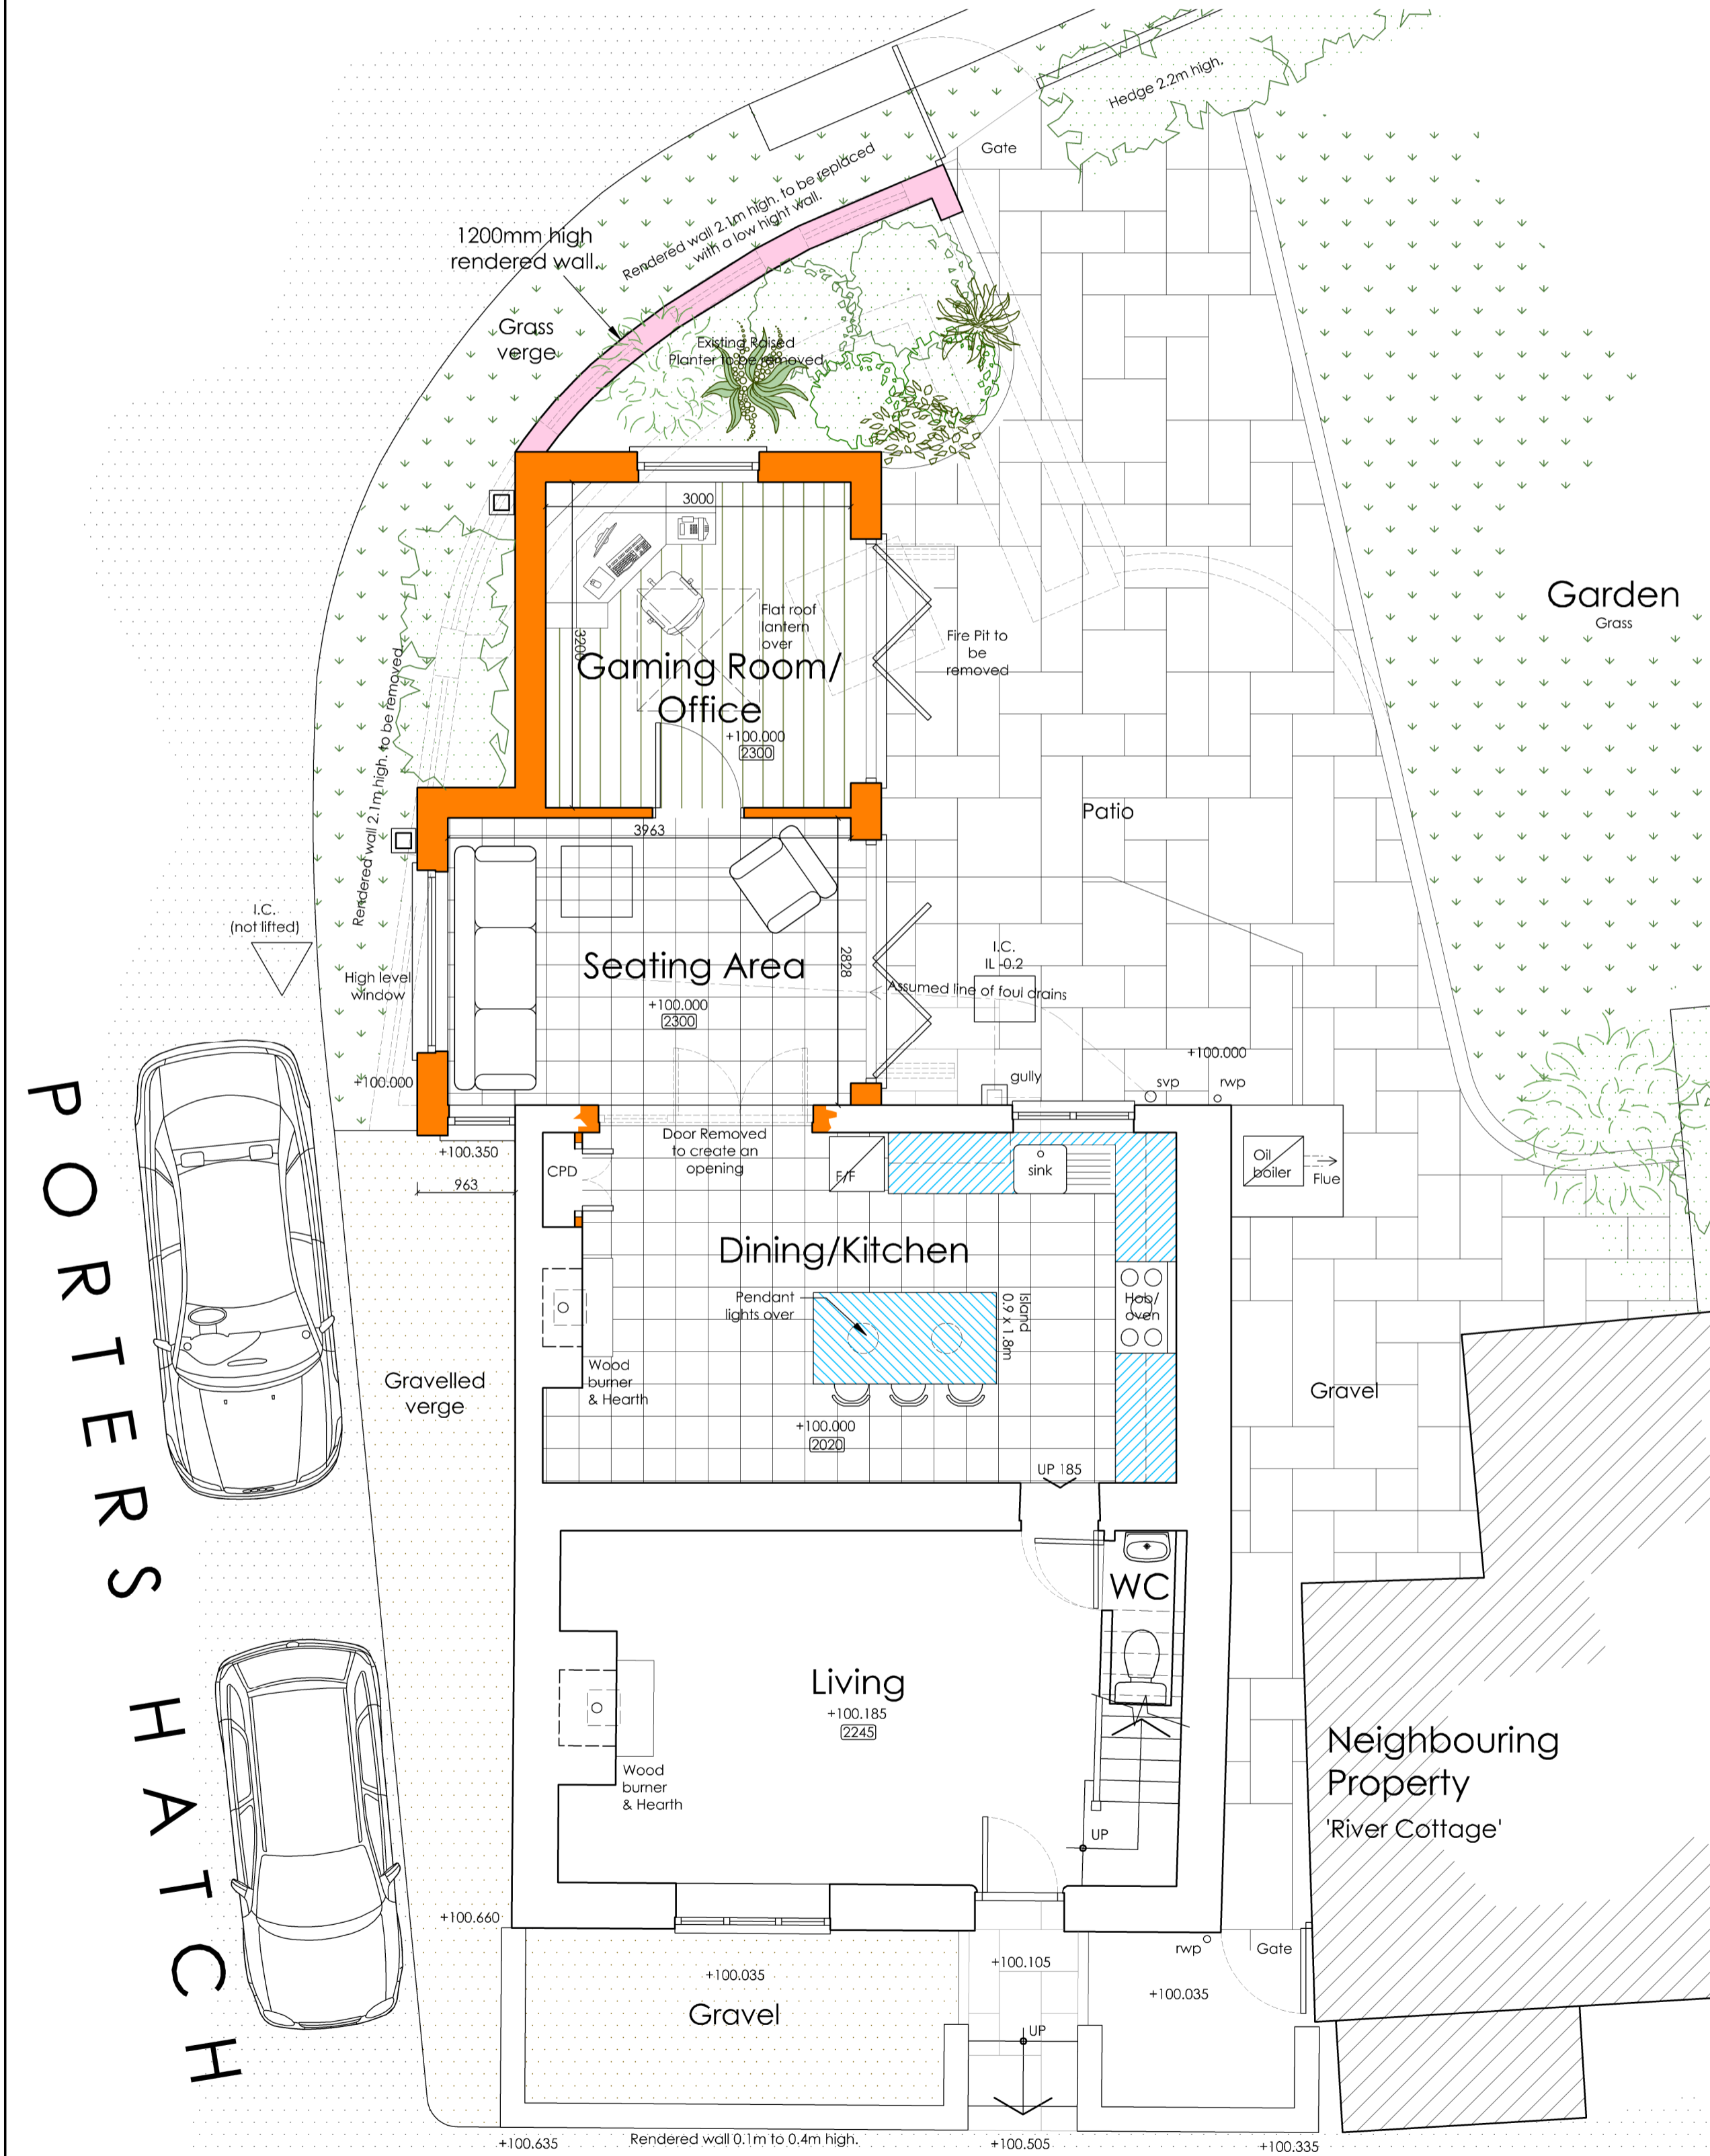 Hedge 2.2m high.
Gate
Rendered wall 2.1m high. to be replaced
with a low hight wall.
1200mm high
rendered wall.
Grass
verge
Existing Raised
Planter to be removed
3000
3200
Flat roof
lantern
over
Gaming Room/
Office
+100.000
2300
Fire Pit to
be
removed
Garden
Grass
Rendered wall 2.1m high. to be removed
Patio
3963
I.C.
(not lifted)
High level
window
Seating Area
+100.000
2300
2828
I.C.
IL -0.2
Assumed line of foul drains
+100.000
gully
svp
rwp
+100.000
+100.350
963
CPD
Door Removed
to create an
opening
F/F
sink
Oil
boiler
Flue
Dining/Kitchen
Pendant
lights over
Island
0.9 x 1.8m
Hob/
oven
Wood
burner
& Hearth
+100.000
2020
UP 185
Gravelled
verge
Gravel
PORTERS HATCH
WC
Living
+100.185
2245
Wood
burner
& Hearth
UP
Neighbouring
Property
'River Cottage'
+100.660
+100.035
Gravel
+100.105
rwp
Gate
+100.035
UP
+100.635
Rendered wall 0.1m to 0.4m high.
+100.505
+100.335